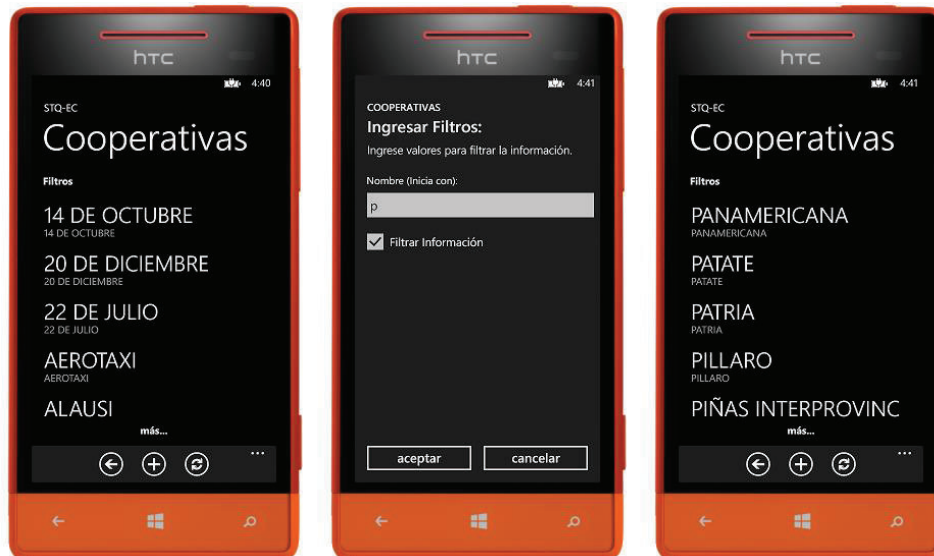 hTC
4:40
STQ-EC
Cooperativas
Filtros
14 DE OCTUBRE
14 DE OCTUBRE
20 DE DICIEMBRE
20 DE DICIEMBRE
22 DE JULIO
22 DE JULIO
AEROTAXI
AEROTAXI
ALAUSI
más...
...
hTC
4:41
COOPERATIVAS
Ingresar Filtros:
Ingrese valores para filtrar la información.
Nombre (Inicia con):
p
Filtrar Información
aceptar cancelar
hTC
4:41
STQ-EC
Cooperativas
Filtros
PANAMERICANA
PANAMERICANA
PATATE
PATATE
PATRIA
PATRIA
PILLARO
PILLARO
PIÑAS INTERPROVINC
más...
...